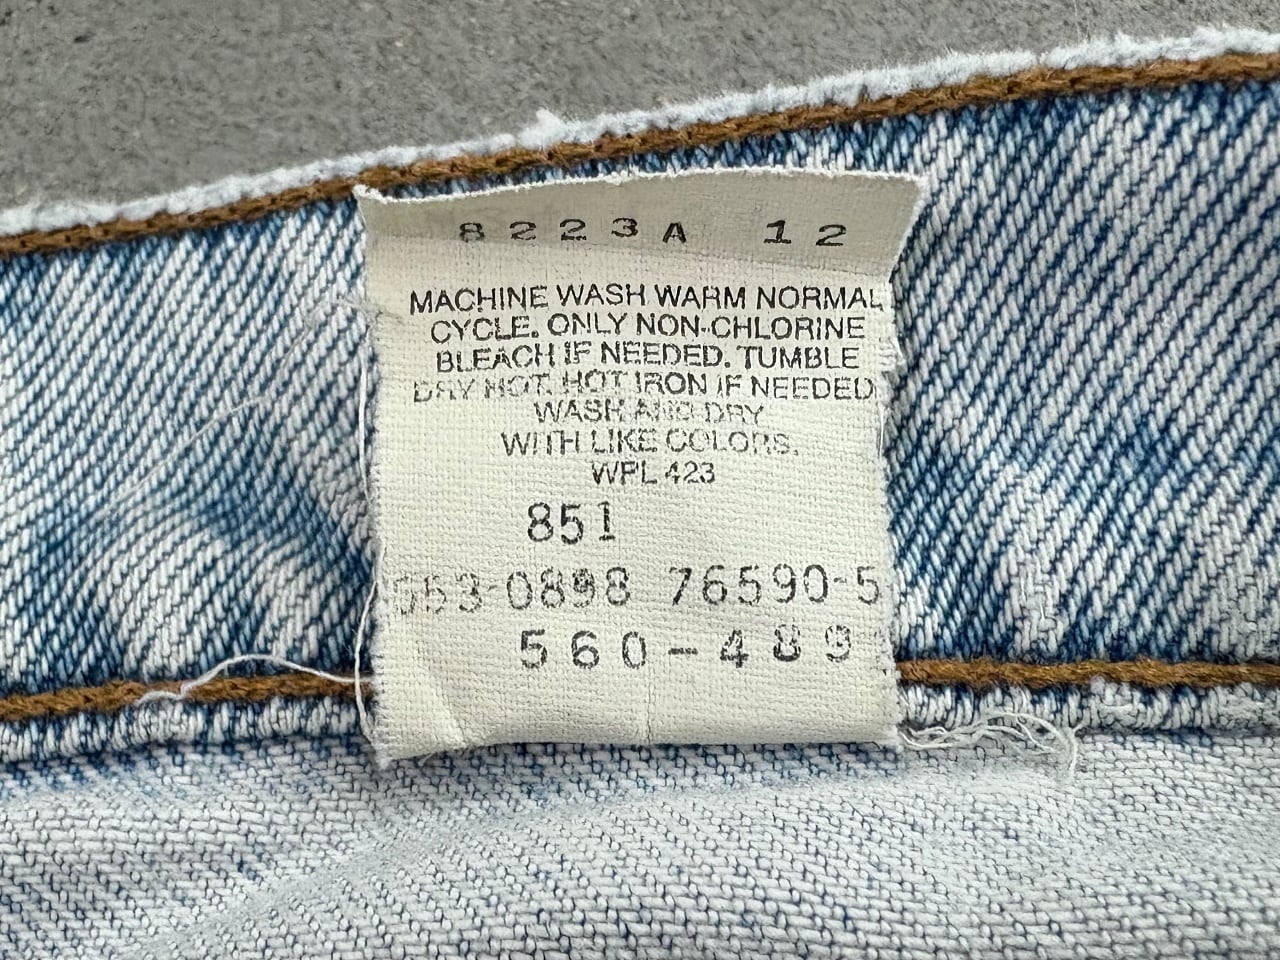 8223A 12
MACHINE WASH WARM NORMAL
CYCLE. ONLY NON-CHLORINE
BLEACH IF NEEDED. TUMBLE
DRY HOT. HOT IRON IF NEEDED
WASH AND DRY
WITH LIKE COLORS.
WPL 423
851
553-0898 76590-5
560-489